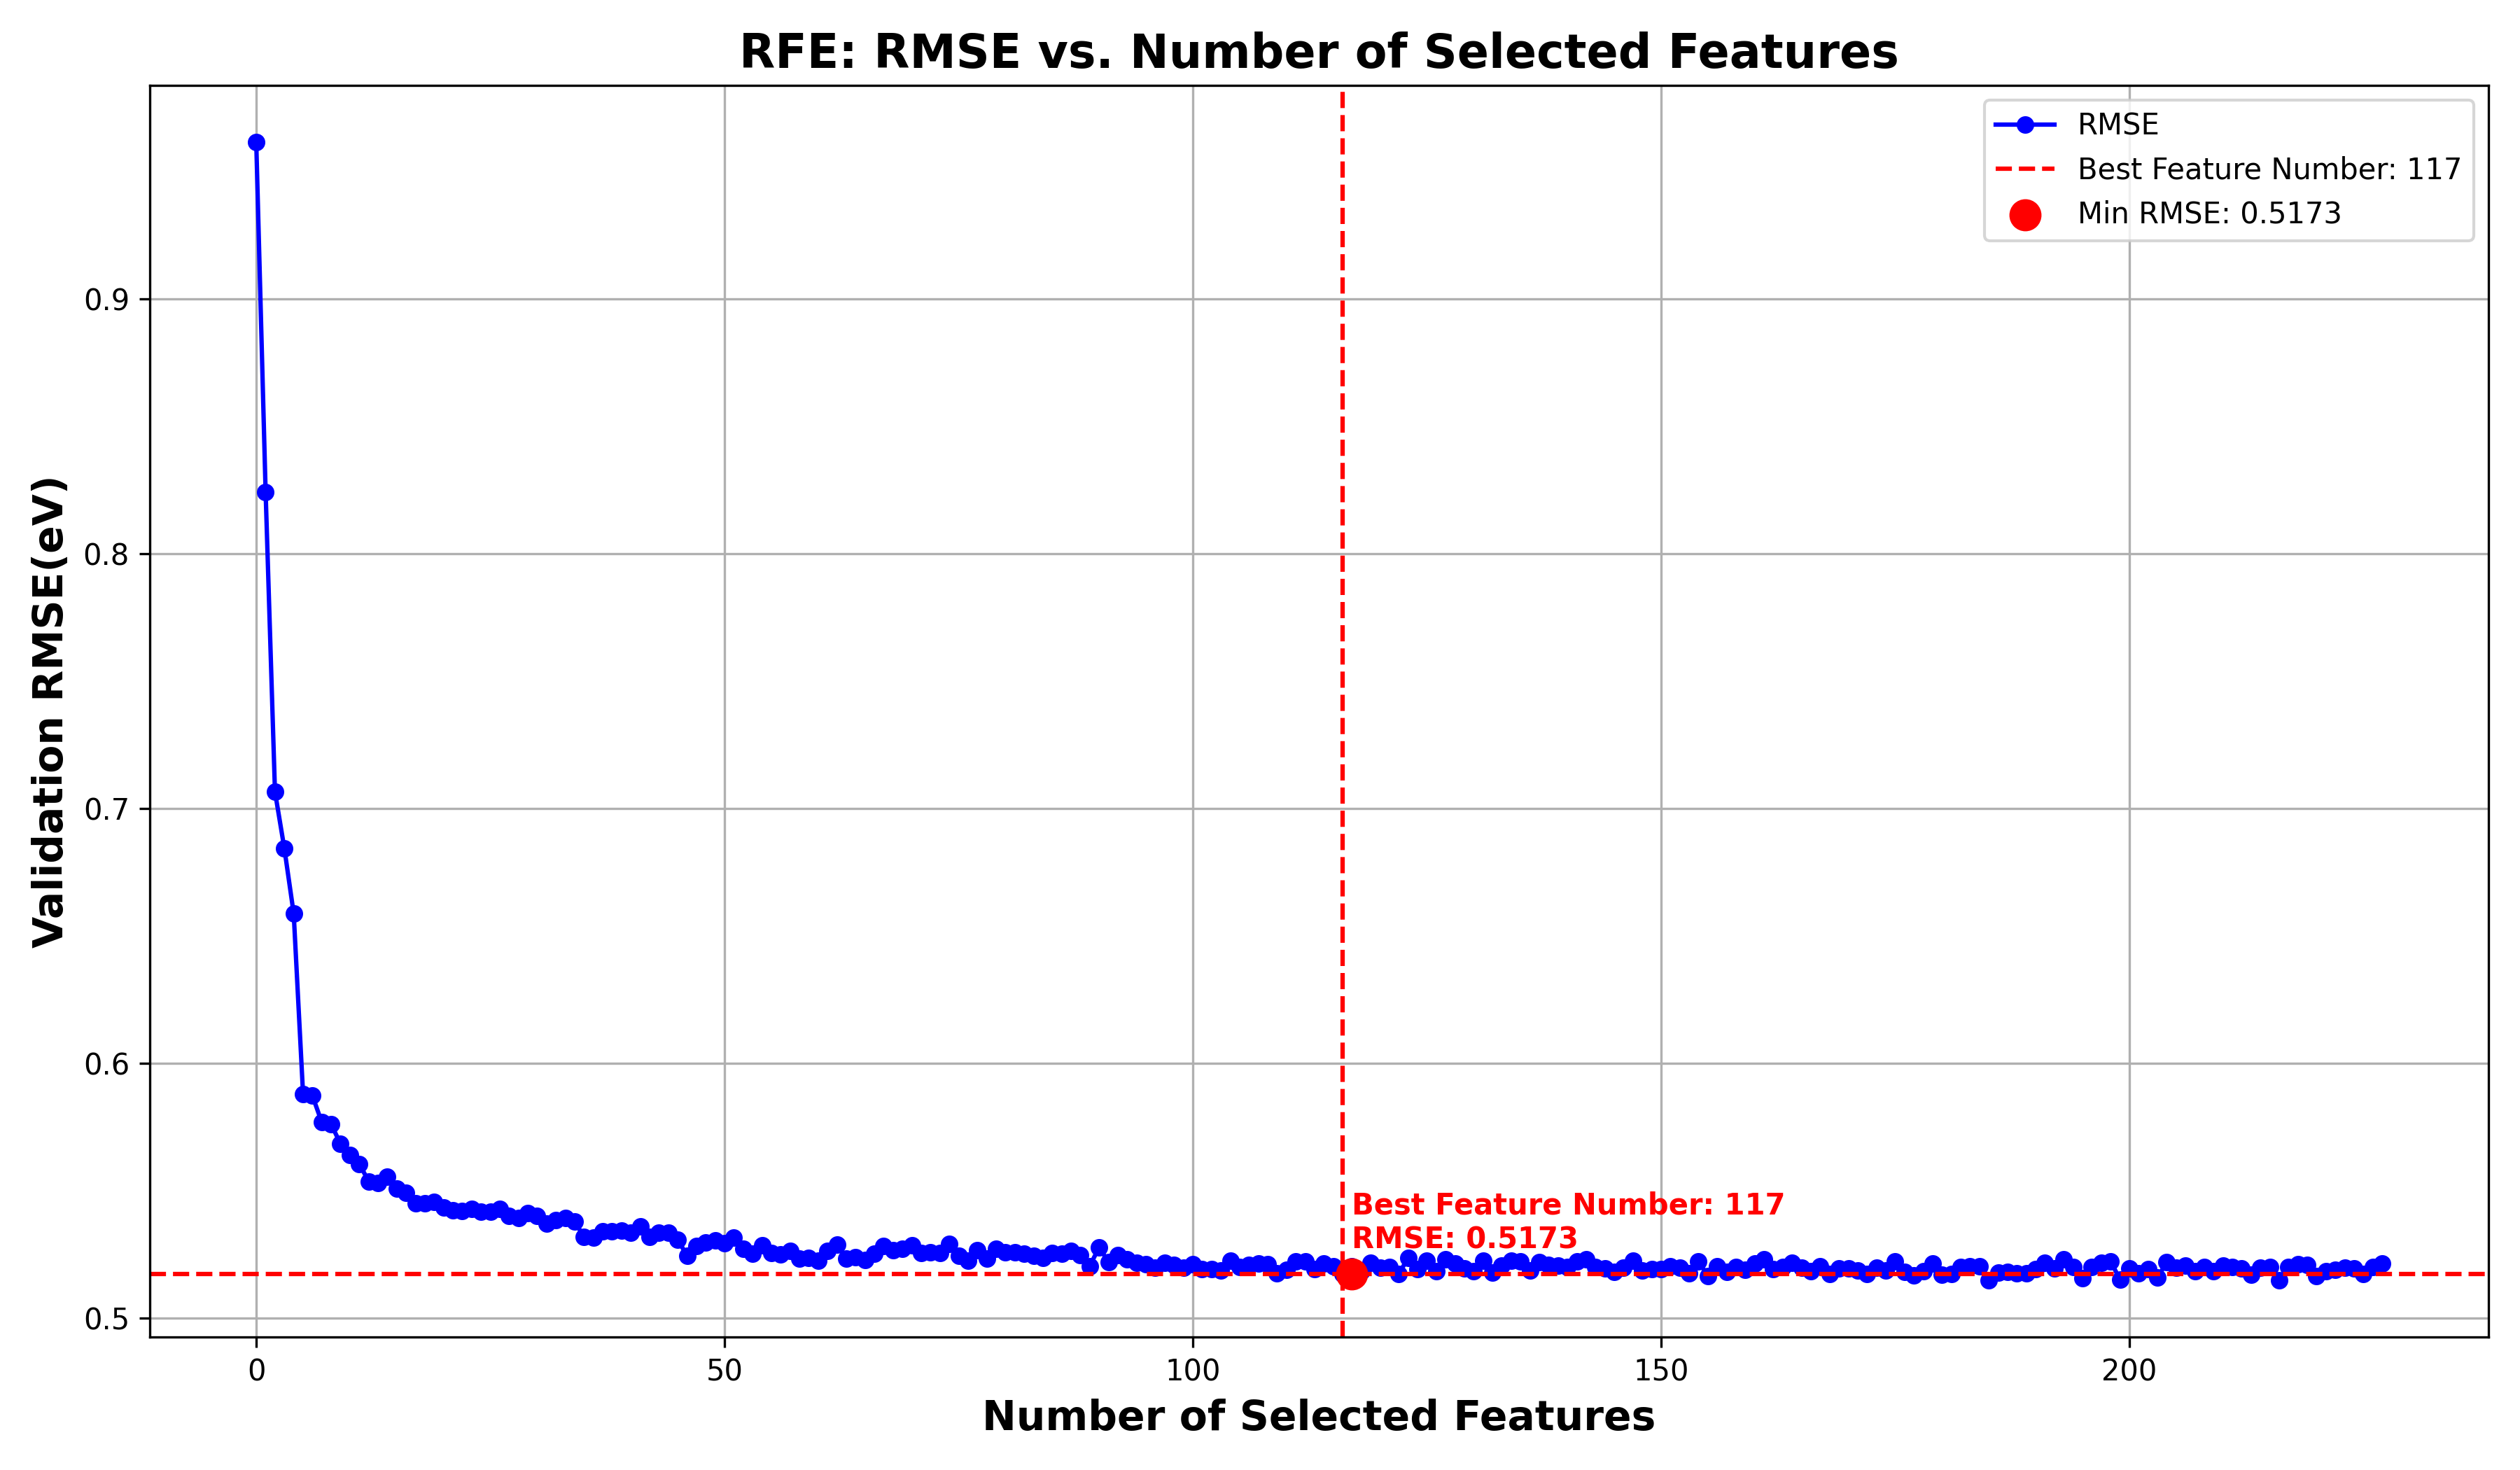 RFE: RMSE vs. Number of Selected Features
RMSE
Best Feature Number: 117
Min RMSE: 0.5173
Validation RMSE(eV)
0.9
0.8
0.7
0.6
0.5
Best Feature Number: 117
RMSE: 0.5173
0 50 100 150 200
Number of Selected Features